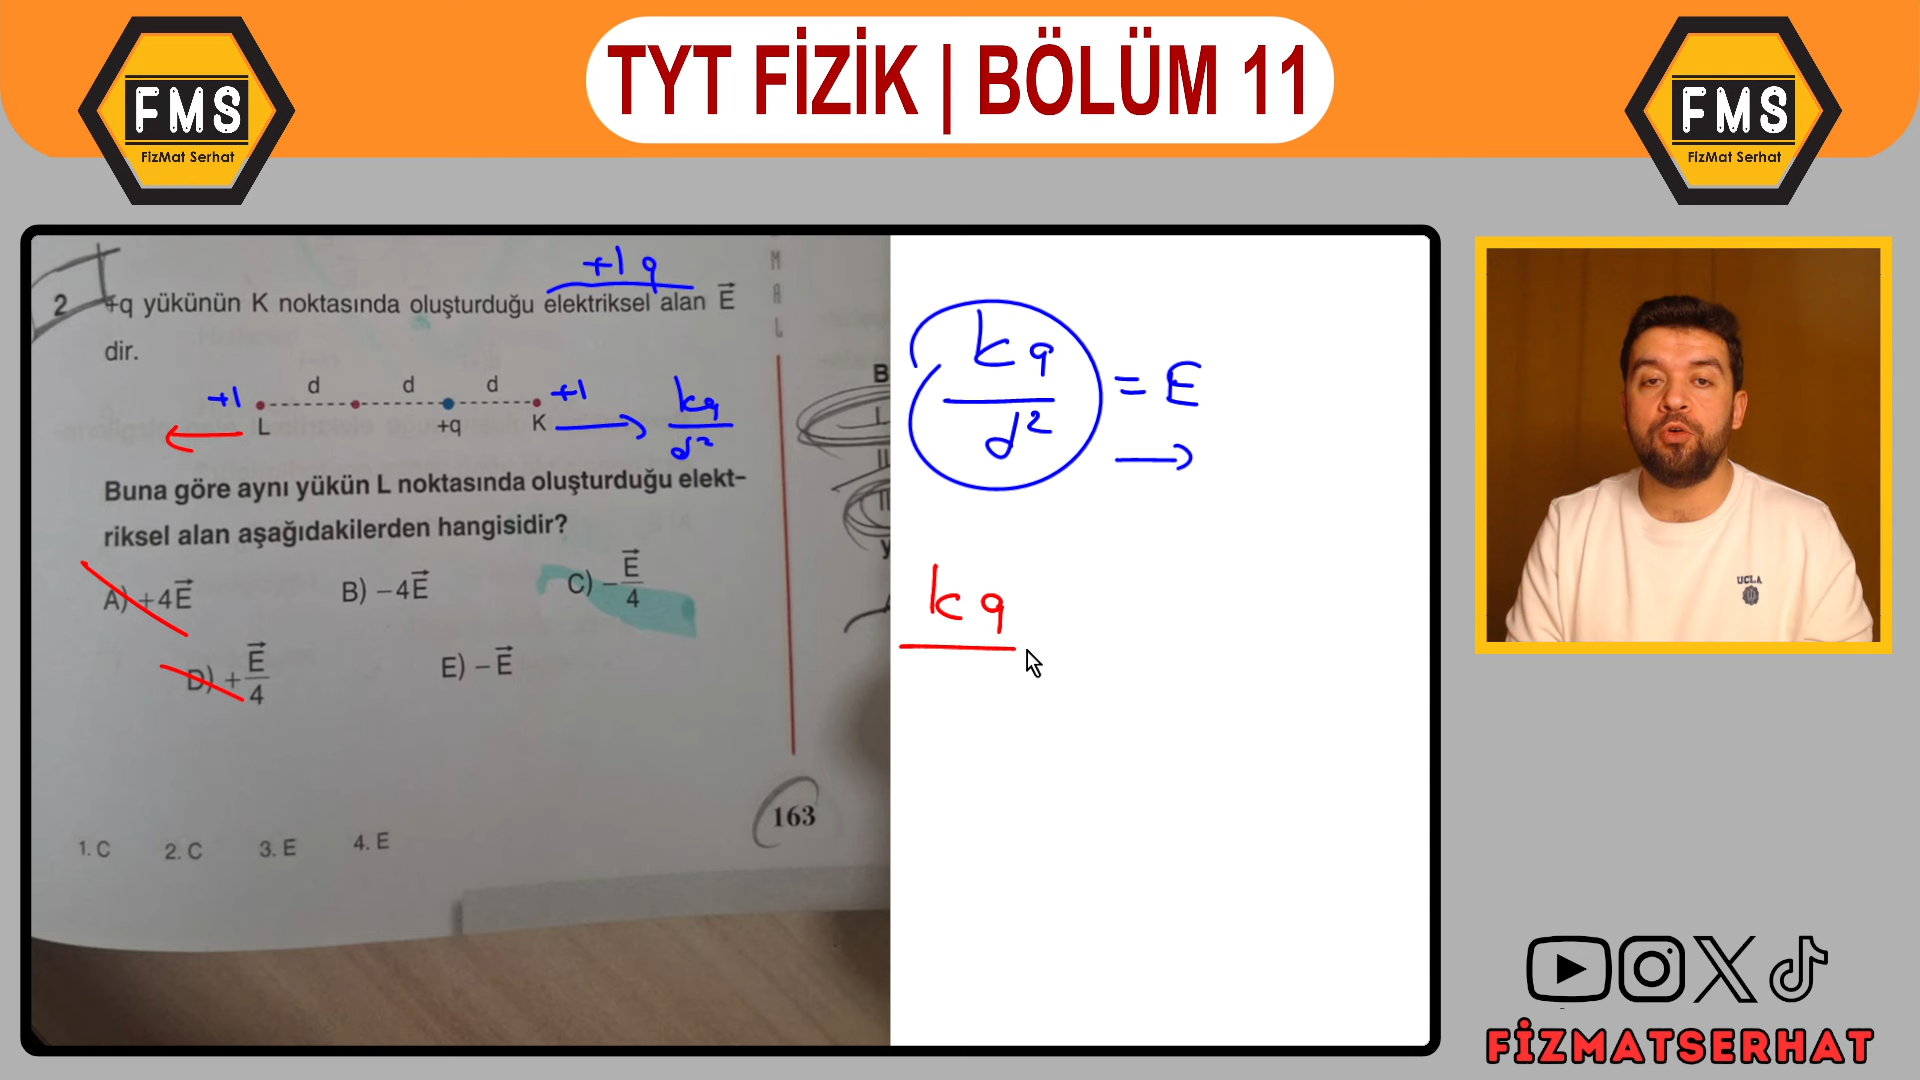 TYT FİZİK | BÖLÜM 11
FMS
FizMat Serhat
FMS
FizMat Serhat
+1 q
2 +q yükünün K noktasında oluşturduğu elektriksel alan E
dir.
+1 d d d +1 kq
L +q K d²
Buna göre aynı yükün L noktasında oluşturduğu elekt-
riksel alan aşağıdakilerden hangisidir?
A) +4E B) −4E C) −E/4
D) +E/4 E) −E
163
1. C 2. C 3. E 4. E
M
A
L
B
L
II
y
kq
d² = E
kq
UCLA
FİZMATSERHAT